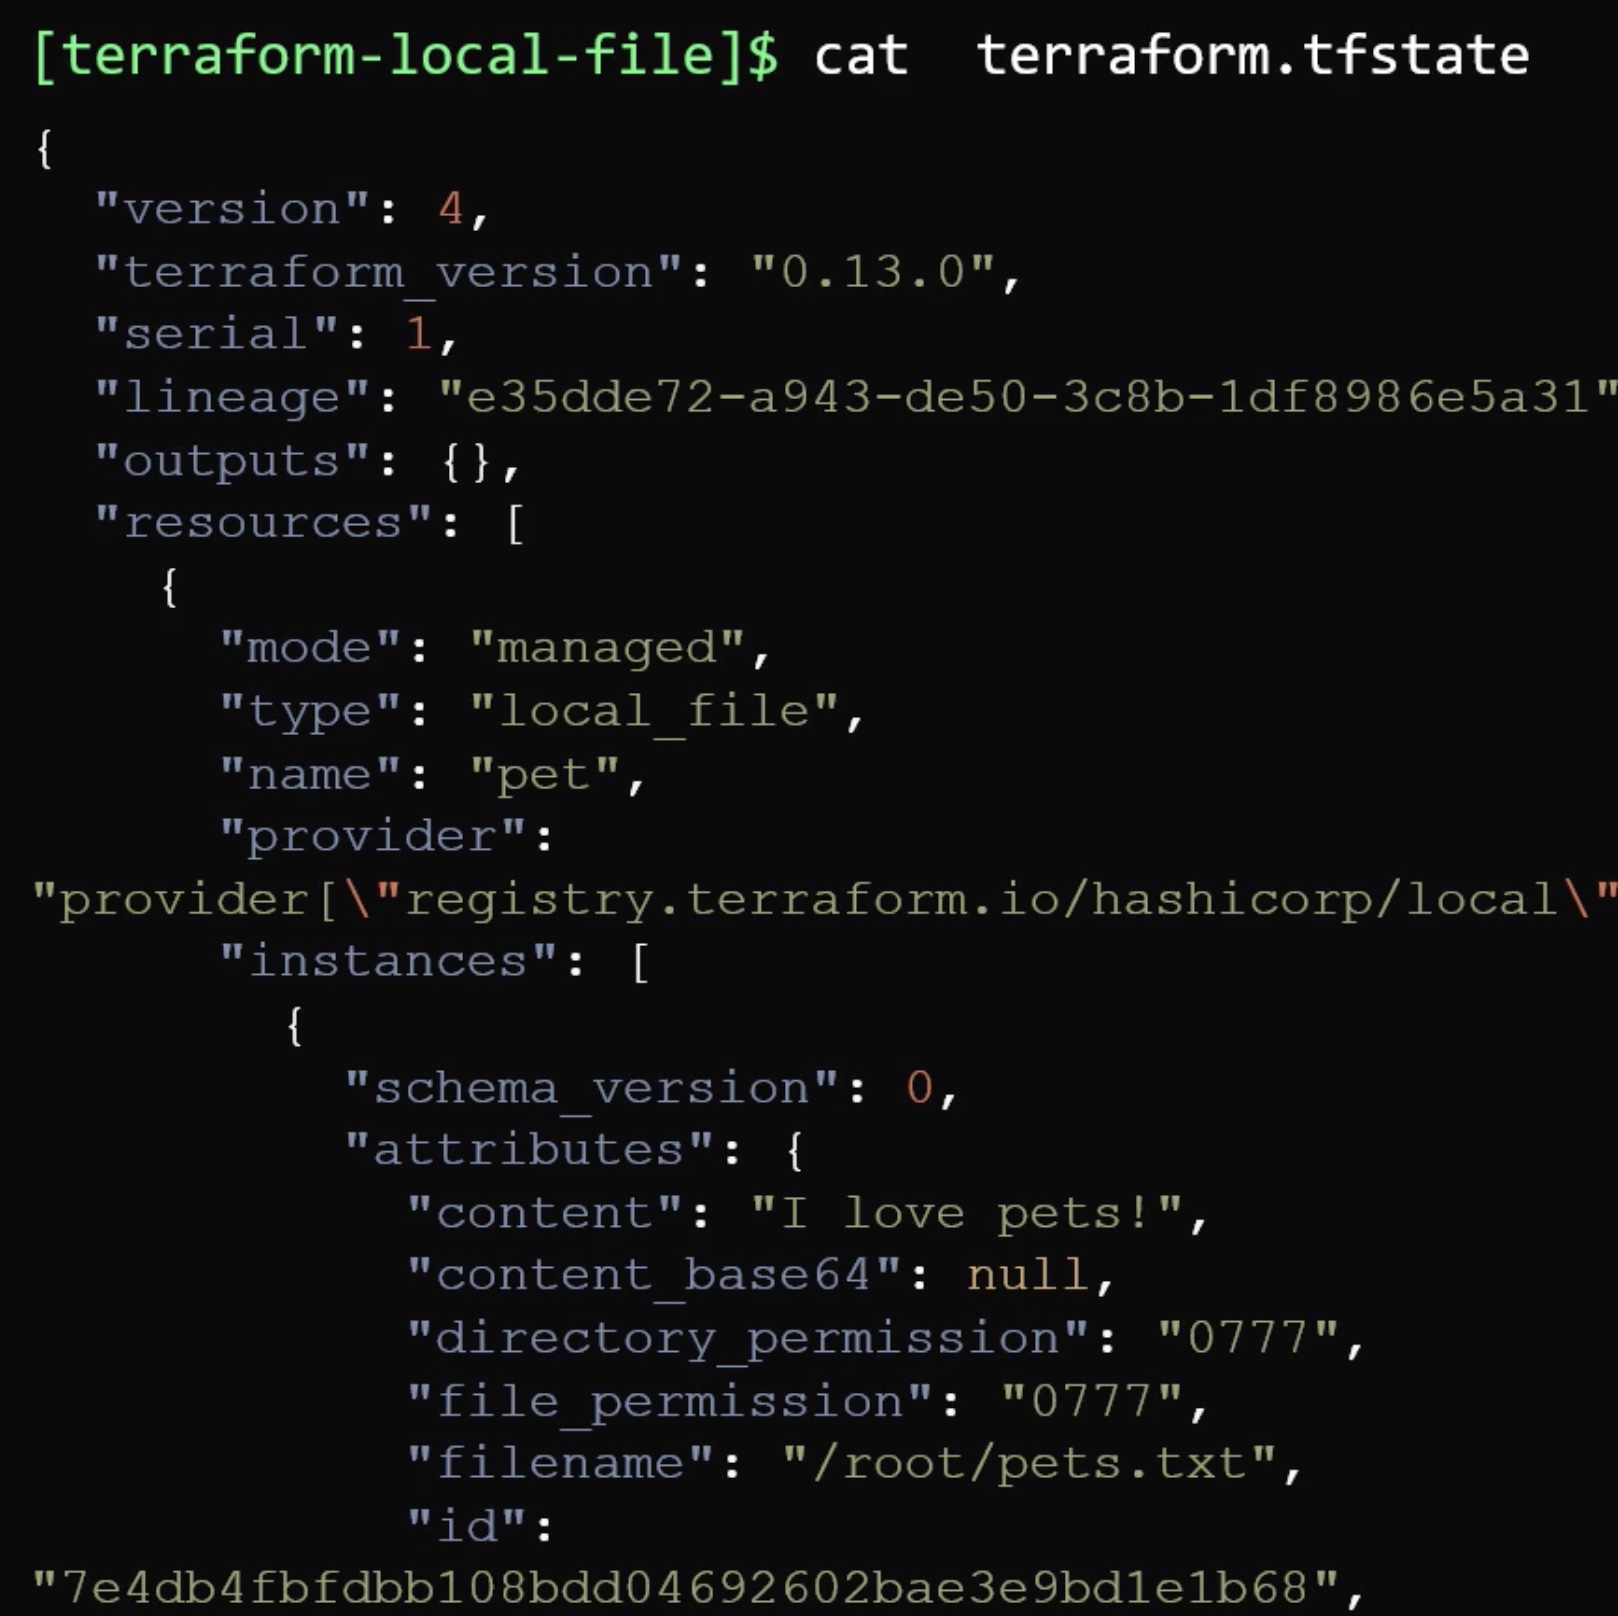 [terraform-local-file]$ cat  terraform.tfstate
{
"version": 4,
"terraform_version": "0.13.0",
"serial": 1,
"lineage": "e35dde72-a943-de50-3c8b-1df8986e5a31"
"outputs": {},
"resources": [
{
"mode": "managed",
"type": "local_file",
"name": "pet",
"provider":
"provider[\"registry.terraform.io/hashicorp/local\"
"instances": [
{
"schema_version": 0,
"attributes": {
"content": "I love pets!",
"content_base64": null,
"directory_permission": "0777",
"file_permission": "0777",
"filename": "/root/pets.txt",
"id":
"7e4db4fbfdbb108bdd04692602bae3e9bd1e1b68",